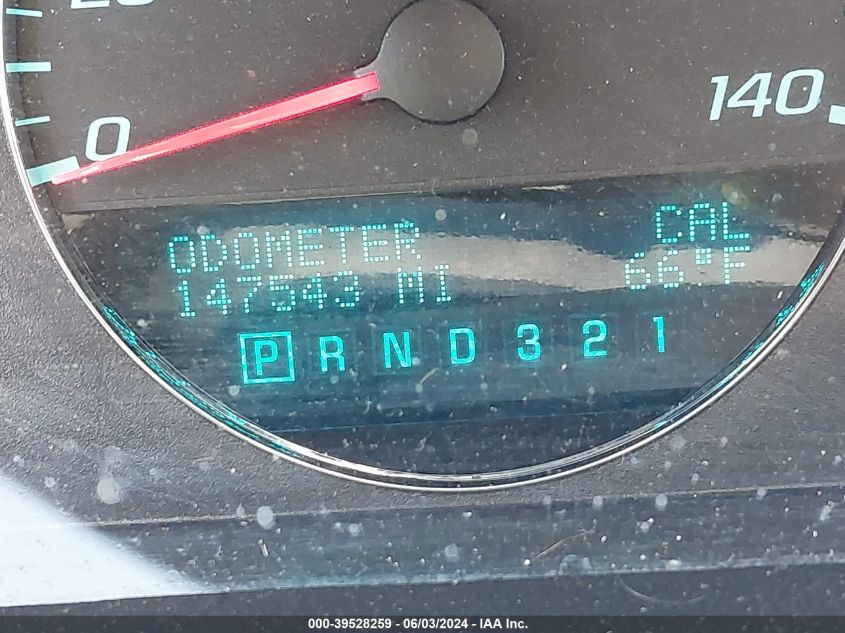 0
140
ODOMETER CAL
147543 MI 66°F
P R N D 3 2 1
000-39528259 / 06/03/2024 - IAA Inc.